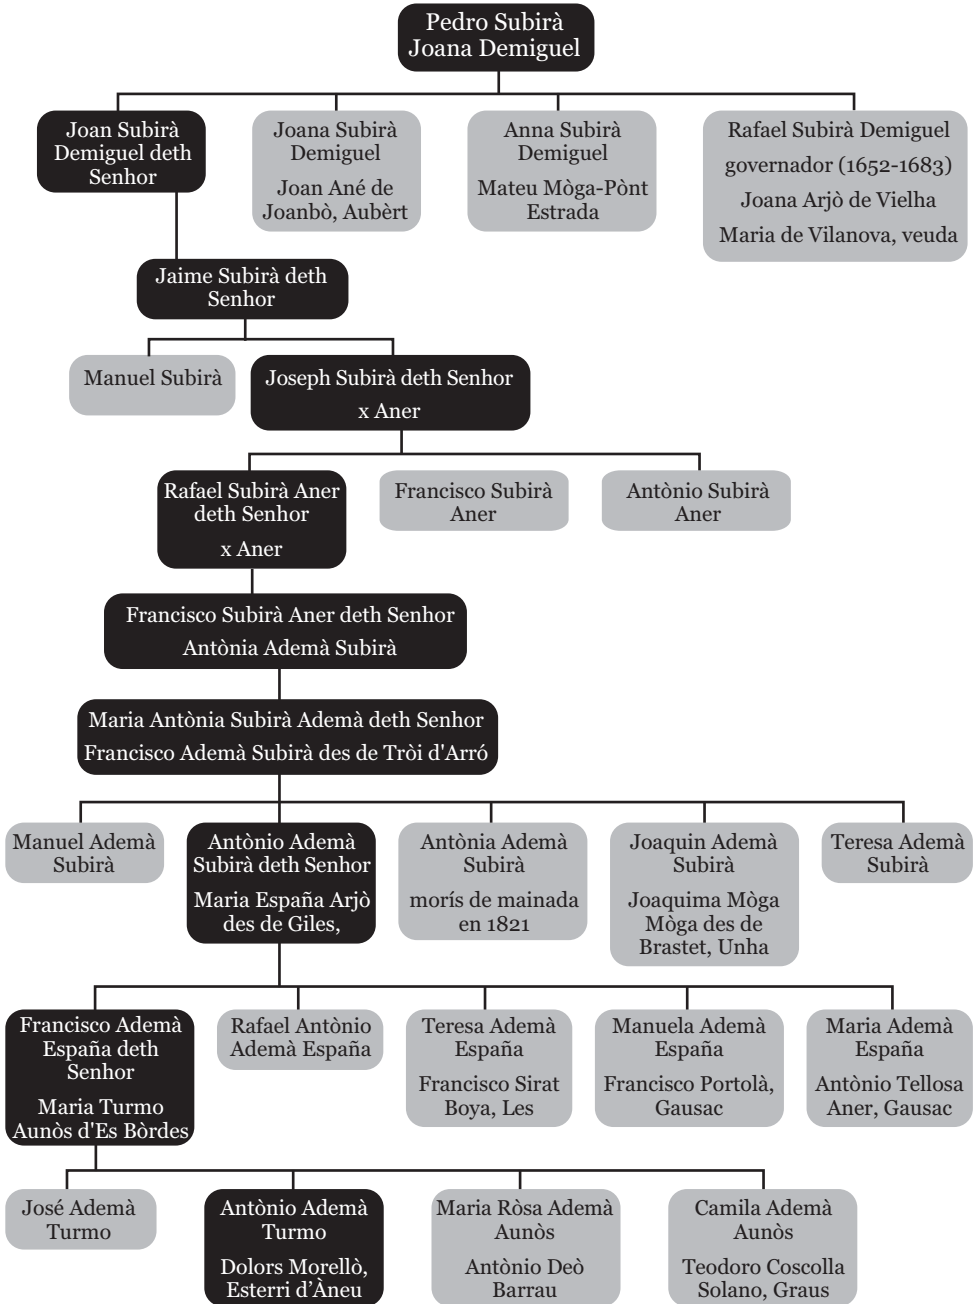 Pedro Subirà
Joana Demiguel
Joan Subirà
Demiguel deth
Senhor
Joana Subirà
Demiguel
Joan Ané de
Joanbò, Aubèrt
Anna Subirà
Demiguel
Mateu Mòga-Pònt
Estrada
Rafael Subirà Demiguel
governador (1652-1683)
Joana Arjò de Vielha
Maria de Vilanova, veuda
Jaime Subirà deth
Senhor
Manuel Subirà
Joseph Subirà deth Senhor
x Aner
Rafael Subirà Aner
deth Senhor
x Aner
Francisco Subirà
Aner
Antònio Subirà
Aner
Francisco Subirà Aner deth Senhor
Antònia Ademà Subirà
Maria Antònia Subirà Ademà deth Senhor
Francisco Ademà Subirà des de Tròi d'Arró
Manuel Ademà
Subirà
Antònio Ademà
Subirà deth Senhor
Maria España Arjò
des de Giles,
Antònia Ademà
Subirà
morís de mainada
en 1821
Joaquin Ademà
Subirà
Joaquima Mòga
Mòga des de
Brastet, Unha
Teresa Ademà
Subirà
Francisco Ademà
España deth
Senhor
Maria Turmo
Aunòs d'Es Bòrdes
Rafael Antònio
Ademà España
Teresa Ademà
España
Francisco Sirat
Boya, Les
Manuela Ademà
España
Francisco Portolà,
Gausac
Maria Ademà
España
Antònio Tellosa
Aner, Gausac
José Ademà
Turmo
Antònio Ademà
Turmo
Dolors Morellò,
Esterri d’Àneu
Maria Ròsa Ademà
Aunòs
Antònio Deò
Barrau
Camila Ademà
Aunòs
Teodoro Coscolla
Solano, Graus